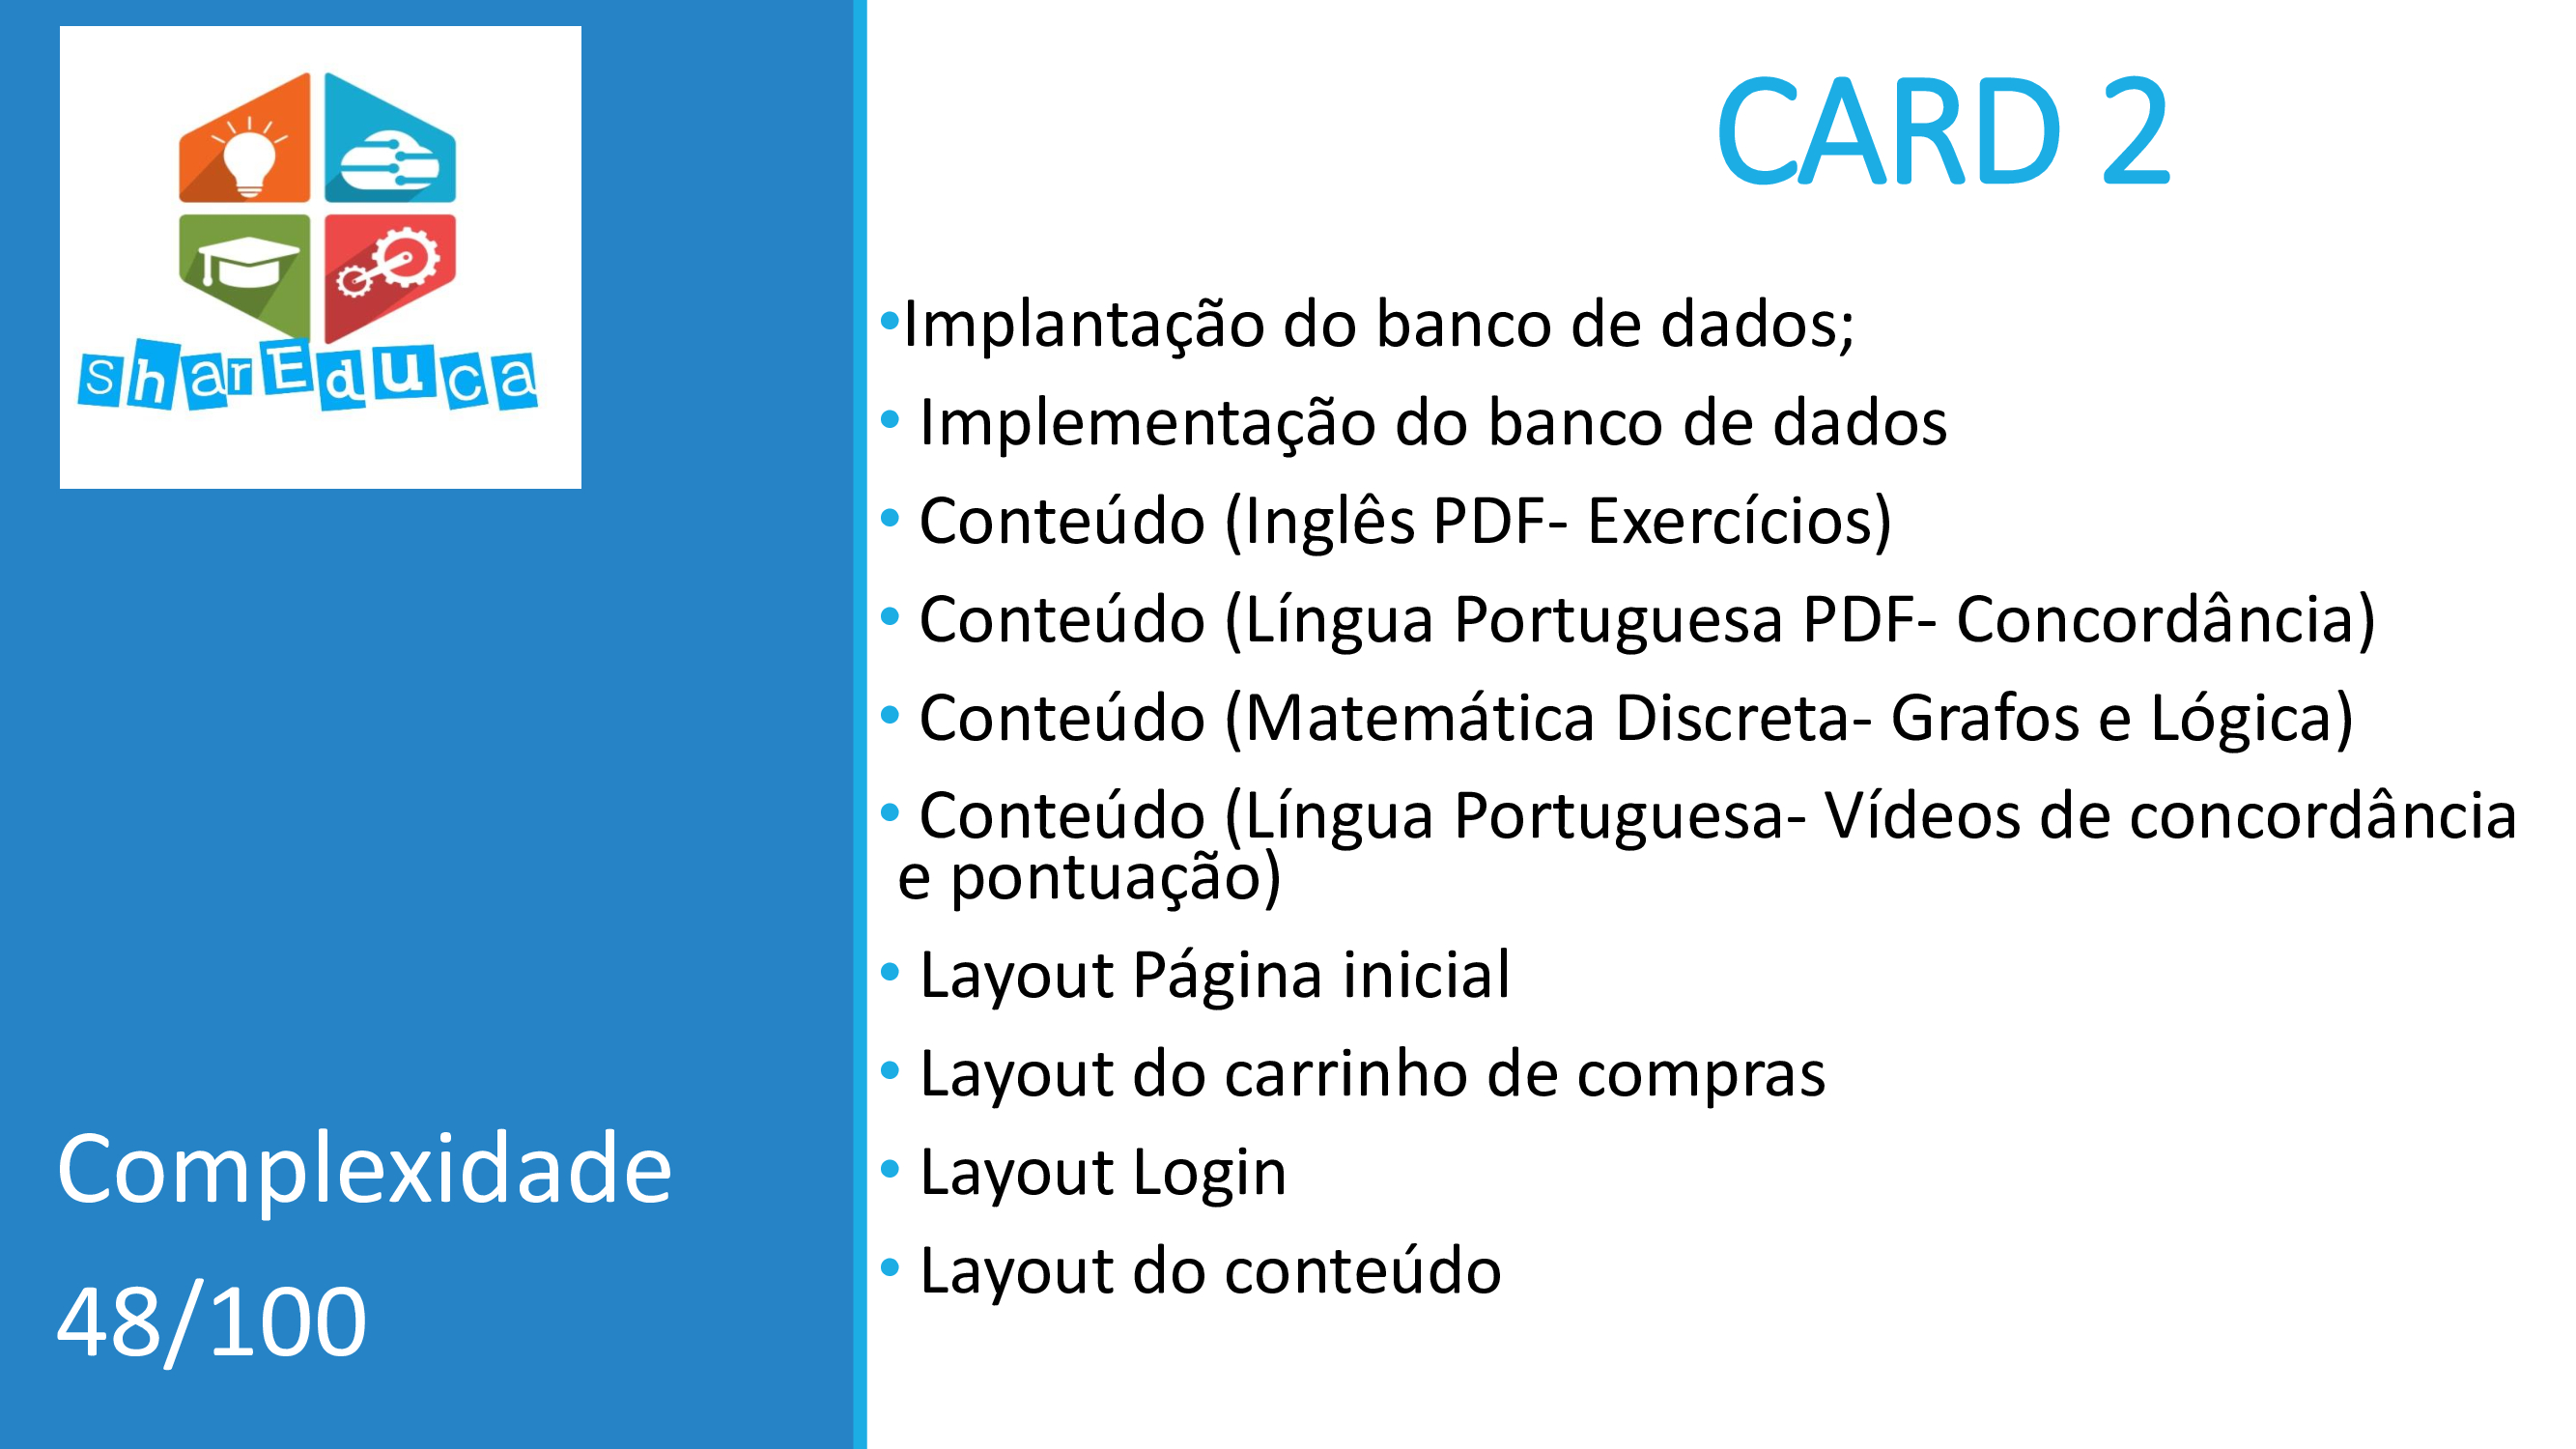 sharEduca
Complexidade
48/100
CARD 2
•Implantação do banco de dados;
• Implementação do banco de dados
• Conteúdo (Inglês PDF- Exercícios)
• Conteúdo (Língua Portuguesa PDF- Concordância)
• Conteúdo (Matemática Discreta- Grafos e Lógica)
• Conteúdo (Língua Portuguesa- Vídeos de concordância
e pontuação)
• Layout Página inicial
• Layout do carrinho de compras
• Layout Login
• Layout do conteúdo